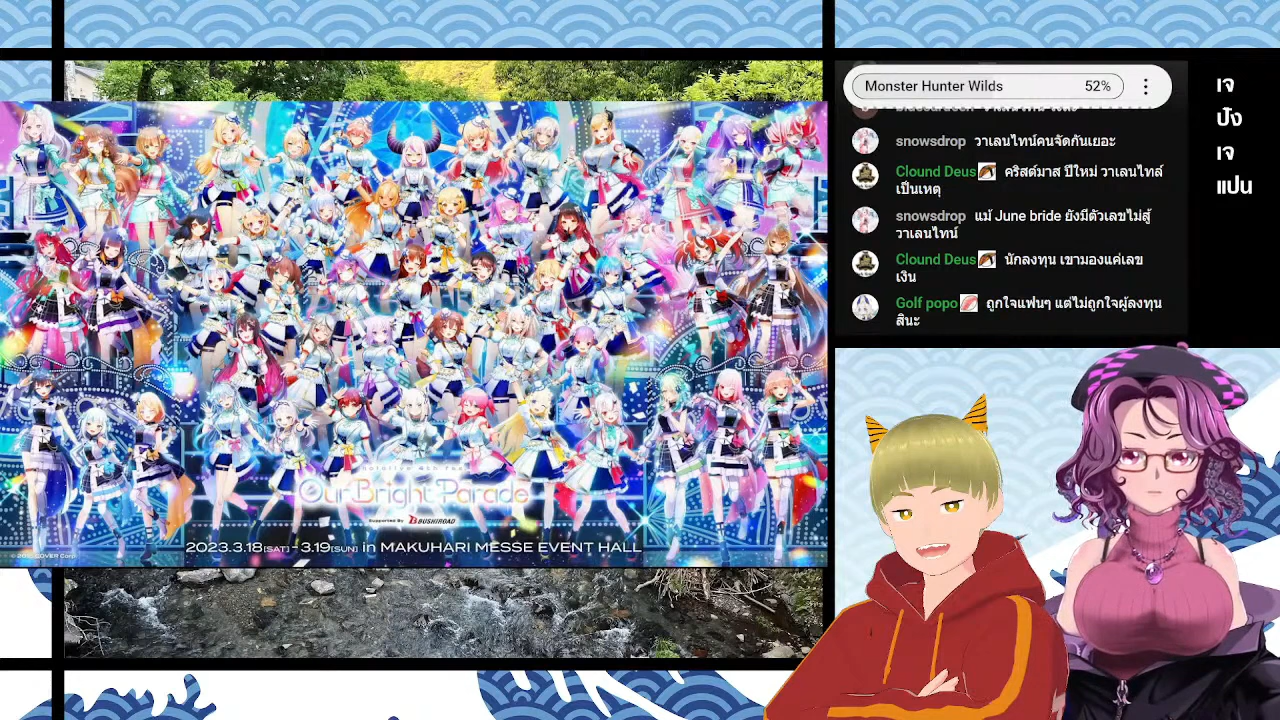 Monster Hunter Wilds 52%
snowsdrop วาเลนไทน์คนจัดกันเยอะ
Clound Deus คริสต์มาส ปีใหม่ วาเลนไทล์
เป็นเหตุ
snowsdrop แม้ June bride ยังมีตัวเลขไม่สู้
วาเลนไทน์
Clound Deus นักลงทุน เขามองแค่เลข
เงิน
Golf popo ถูกใจแฟนๆ แต่ไม่ถูกใจผู้ลงทุน
สินะ
เจ
ปัง
เจ
แปน
Our Bright Parade
Supported By BUSHIROAD
2023.3.18[SAT]-3.19[SUN] in MAKUHARI MESSE EVENT HALL